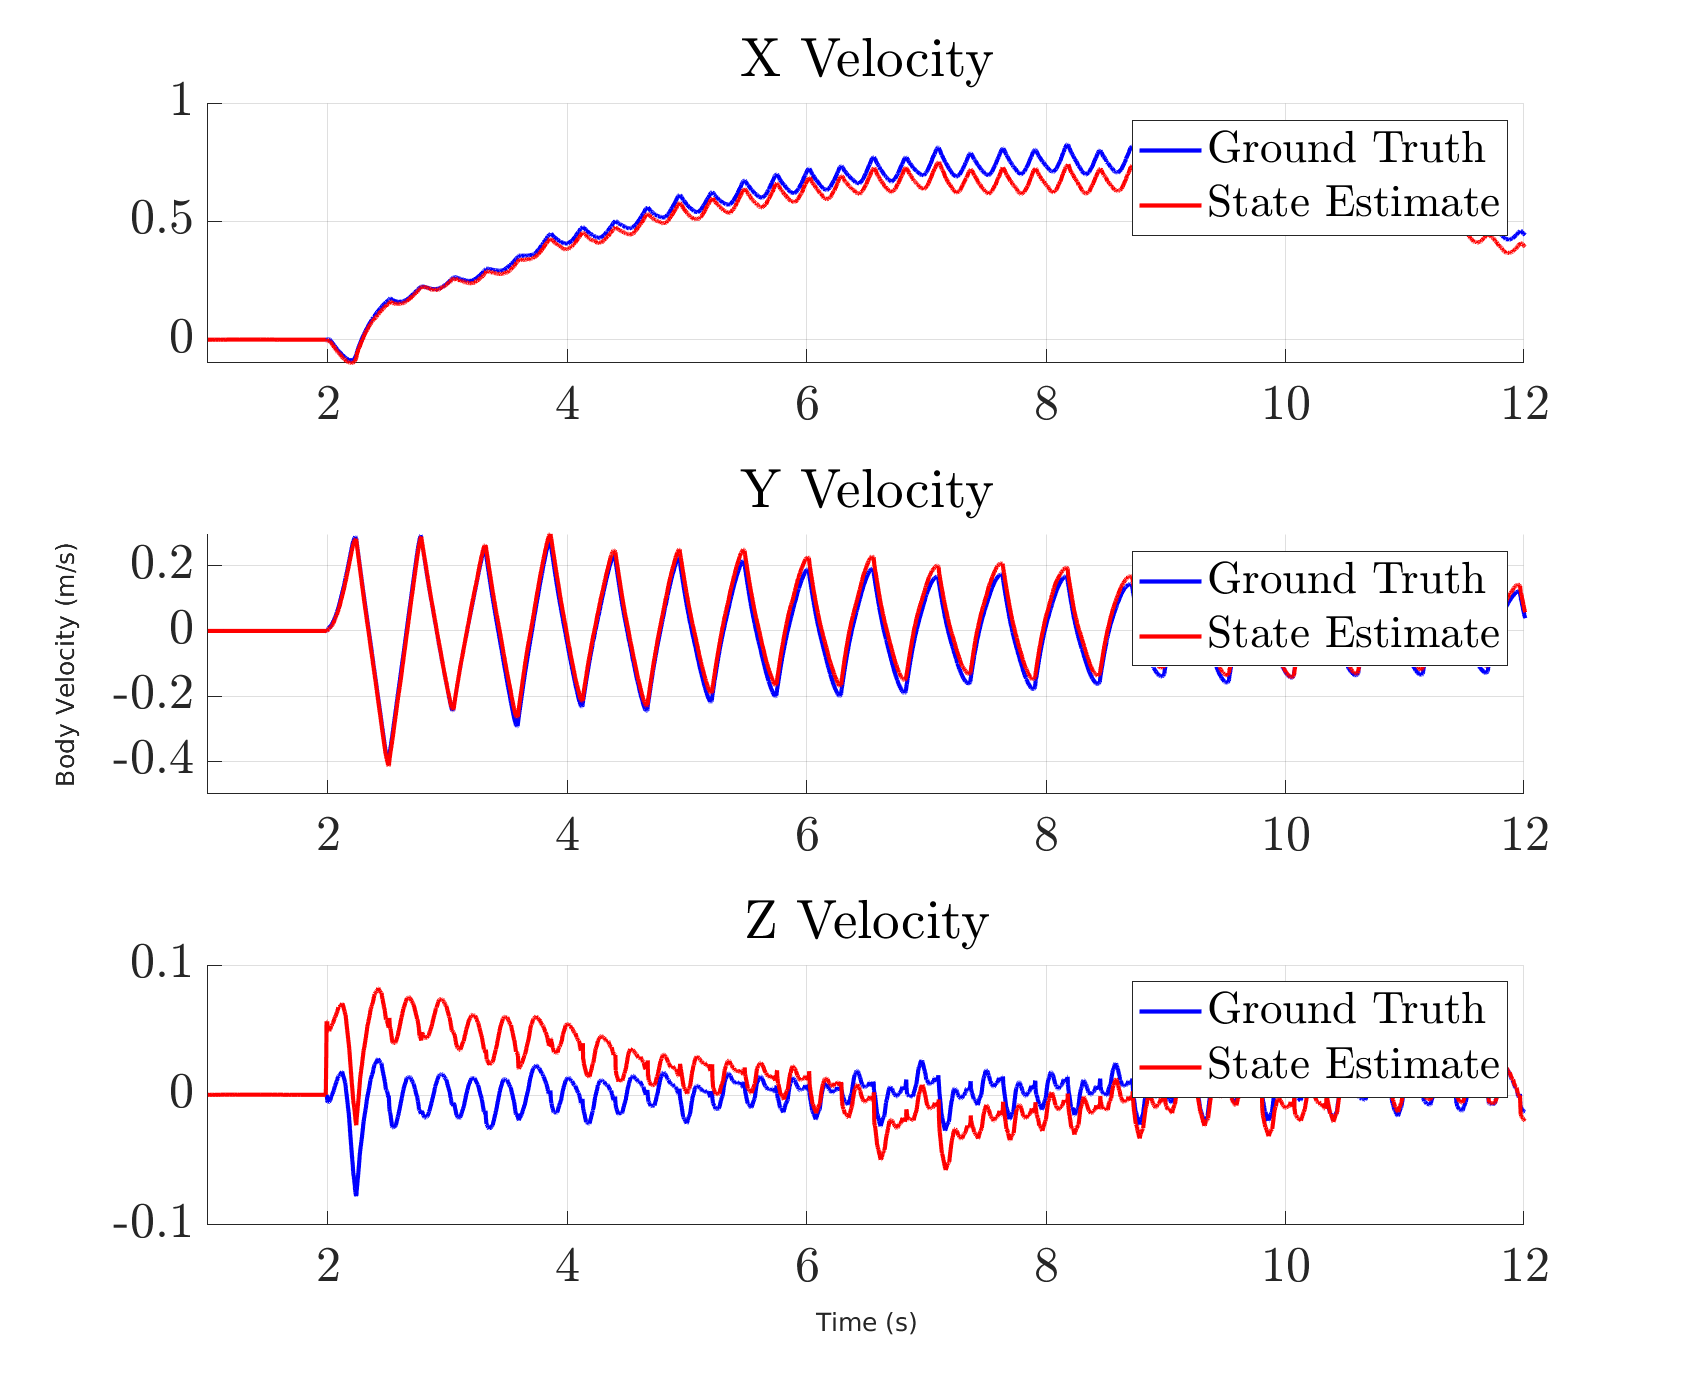 X Velocity
1
0.5
0
Ground Truth
State Estimate
2 4 6 8 10 12
Y Velocity
Body Velocity (m/s)
0.2
0
-0.2
-0.4
Ground Truth
State Estimate
2 4 6 8 10 12
Z Velocity
0.1
0
-0.1
Ground Truth
State Estimate
2 4 6 8 10 12
Time (s)